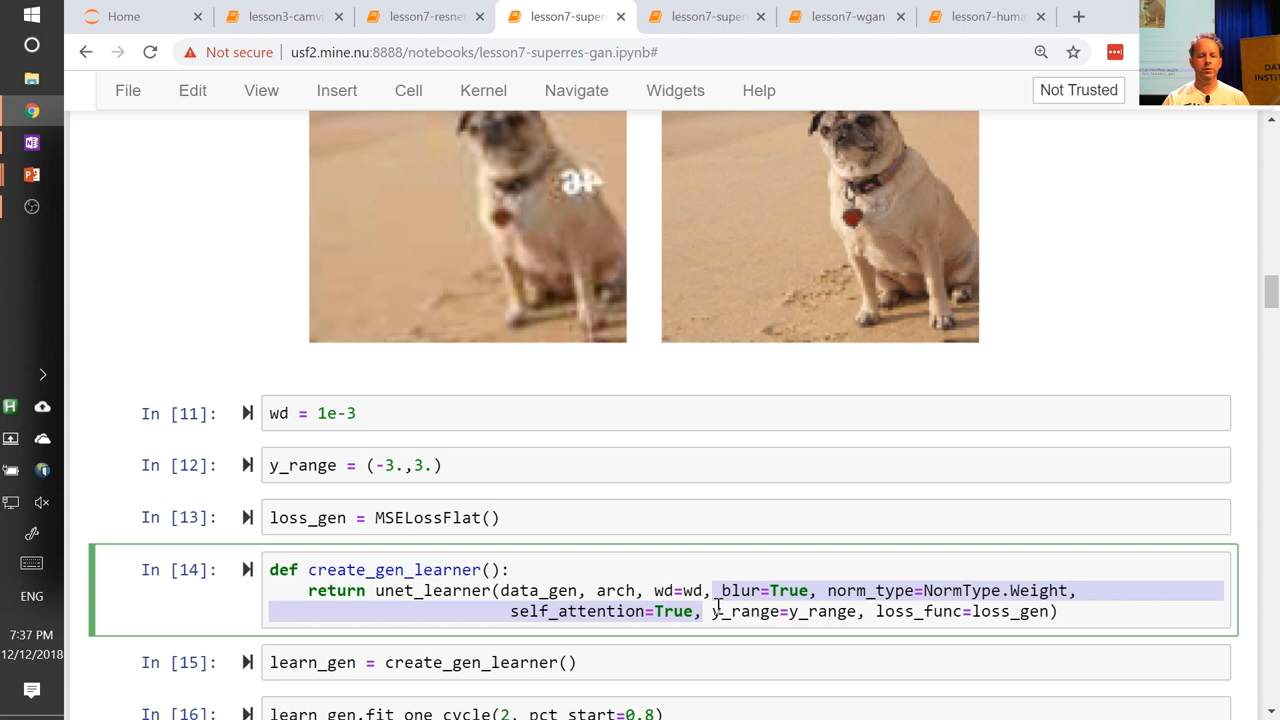 Home
lesson3-camvi
lesson7-resne
lesson7-super
lesson7-super
lesson7-wgan
lesson7-huma
Not secure | usf2.mine.nu:8888/notebooks/lesson7-superres-gan.ipynb#
File Edit View Insert Cell Kernel Navigate Widgets Help
Not Trusted
In [11]: wd = 1e-3
In [12]: y_range = (-3.,3.)
In [13]: loss_gen = MSELossFlat()
In [14]: def create_gen_learner():
return unet_learner(data_gen, arch, wd=wd, blur=True, norm_type=NormType.Weight,
self_attention=True, y_range=y_range, loss_func=loss_gen)
In [15]: learn_gen = create_gen_learner()
In [16]: learn_gen.fit_one_cycle(2, pct_start=0.8)
ENG
7:37 PM
12/12/2018